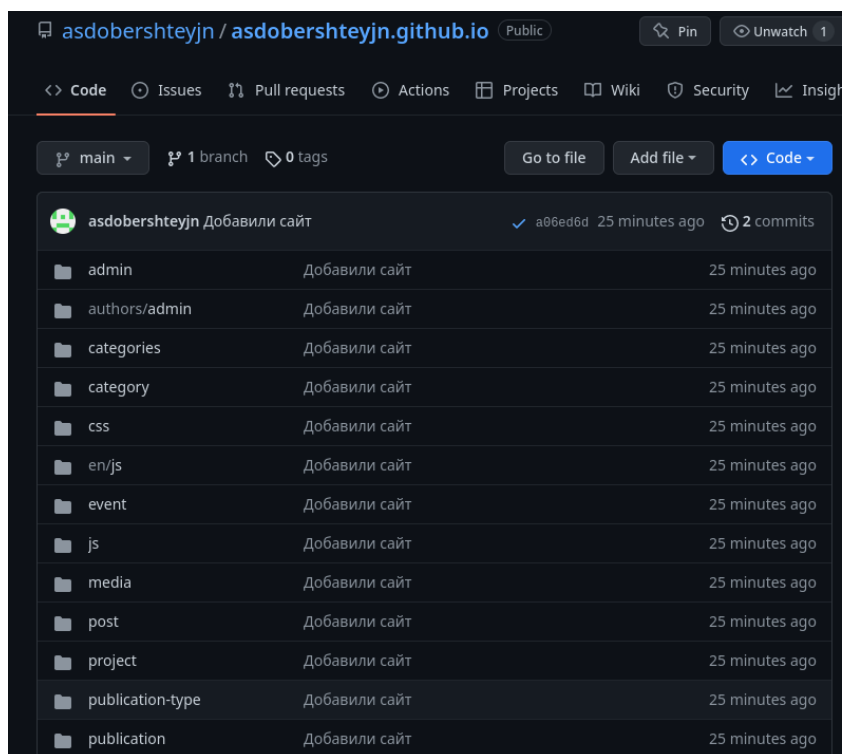 asdobershteyjn / asdobershteyjn.github.io Public Pin Unwatch 1
Code Issues Pull requests Actions Projects Wiki Security Insigh
main 1 branch 0 tags Go to file Add file Code
asdobershteyjn Добавили сайт a06ed6d 25 minutes ago 2 commits
admin Добавили сайт 25 minutes ago
authors/admin Добавили сайт 25 minutes ago
categories Добавили сайт 25 minutes ago
category Добавили сайт 25 minutes ago
css Добавили сайт 25 minutes ago
en/js Добавили сайт 25 minutes ago
event Добавили сайт 25 minutes ago
js Добавили сайт 25 minutes ago
media Добавили сайт 25 minutes ago
post Добавили сайт 25 minutes ago
project Добавили сайт 25 minutes ago
publication-type Добавили сайт 25 minutes ago
publication Добавили сайт 25 minutes ago